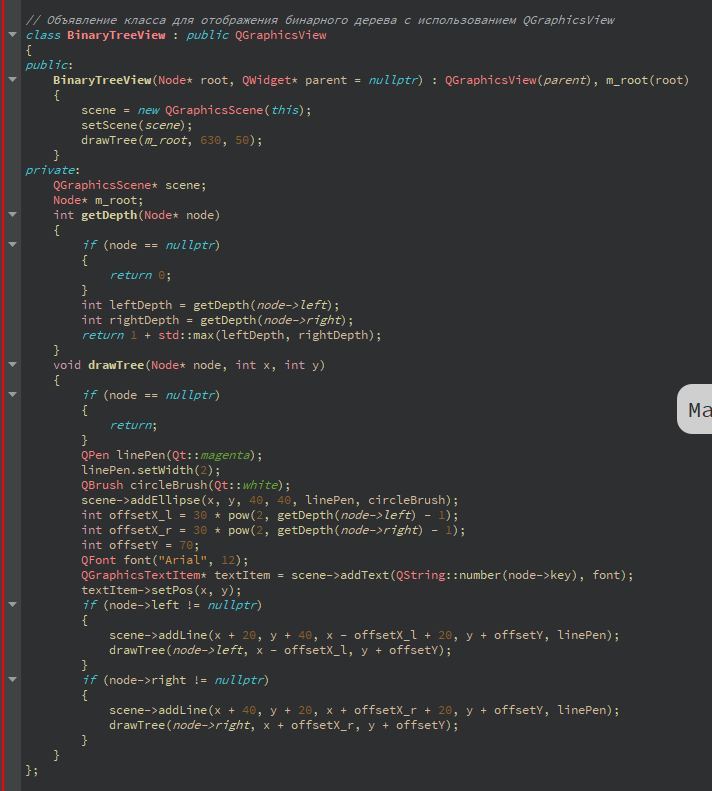 // Объявление класса для отображения бинарного дерева с использованием QGraphicsView
class BinaryTreeView : public QGraphicsView
{
public:
    BinaryTreeView(Node* root, QWidget* parent = nullptr) : QGraphicsView(parent), m_root(root)
    {
        scene = new QGraphicsScene(this);
        setScene(scene);
        drawTree(m_root, 630, 50);
    }
private:
    QGraphicsScene* scene;
    Node* m_root;
    int getDepth(Node* node)
    {
        if (node == nullptr)
        {
            return 0;
        }
        int leftDepth = getDepth(node->left);
        int rightDepth = getDepth(node->right);
        return 1 + std::max(leftDepth, rightDepth);
    }
    void drawTree(Node* node, int x, int y)
    {
        if (node == nullptr)
        {
            return;
        }
        QPen linePen(Qt::magenta);
        linePen.setWidth(2);
        QBrush circleBrush(Qt::white);
        scene->addEllipse(x, y, 40, 40, linePen, circleBrush);
        int offsetX_l = 30 * pow(2, getDepth(node->left) - 1);
        int offsetX_r = 30 * pow(2, getDepth(node->right) - 1);
        int offsetY = 70;
        QFont font("Arial", 12);
        QGraphicsTextItem* textItem = scene->addText(QString::number(node->key), font);
        textItem->setPos(x, y);
        if (node->left != nullptr)
        {
            scene->addLine(x + 20, y + 40, x - offsetX_l + 20, y + offsetY, linePen);
            drawTree(node->left, x - offsetX_l, y + offsetY);
        }
        if (node->right != nullptr)
        {
            scene->addLine(x + 40, y + 20, x + offsetX_r + 20, y + offsetY, linePen);
            drawTree(node->right, x + offsetX_r, y + offsetY);
        }
    }
};